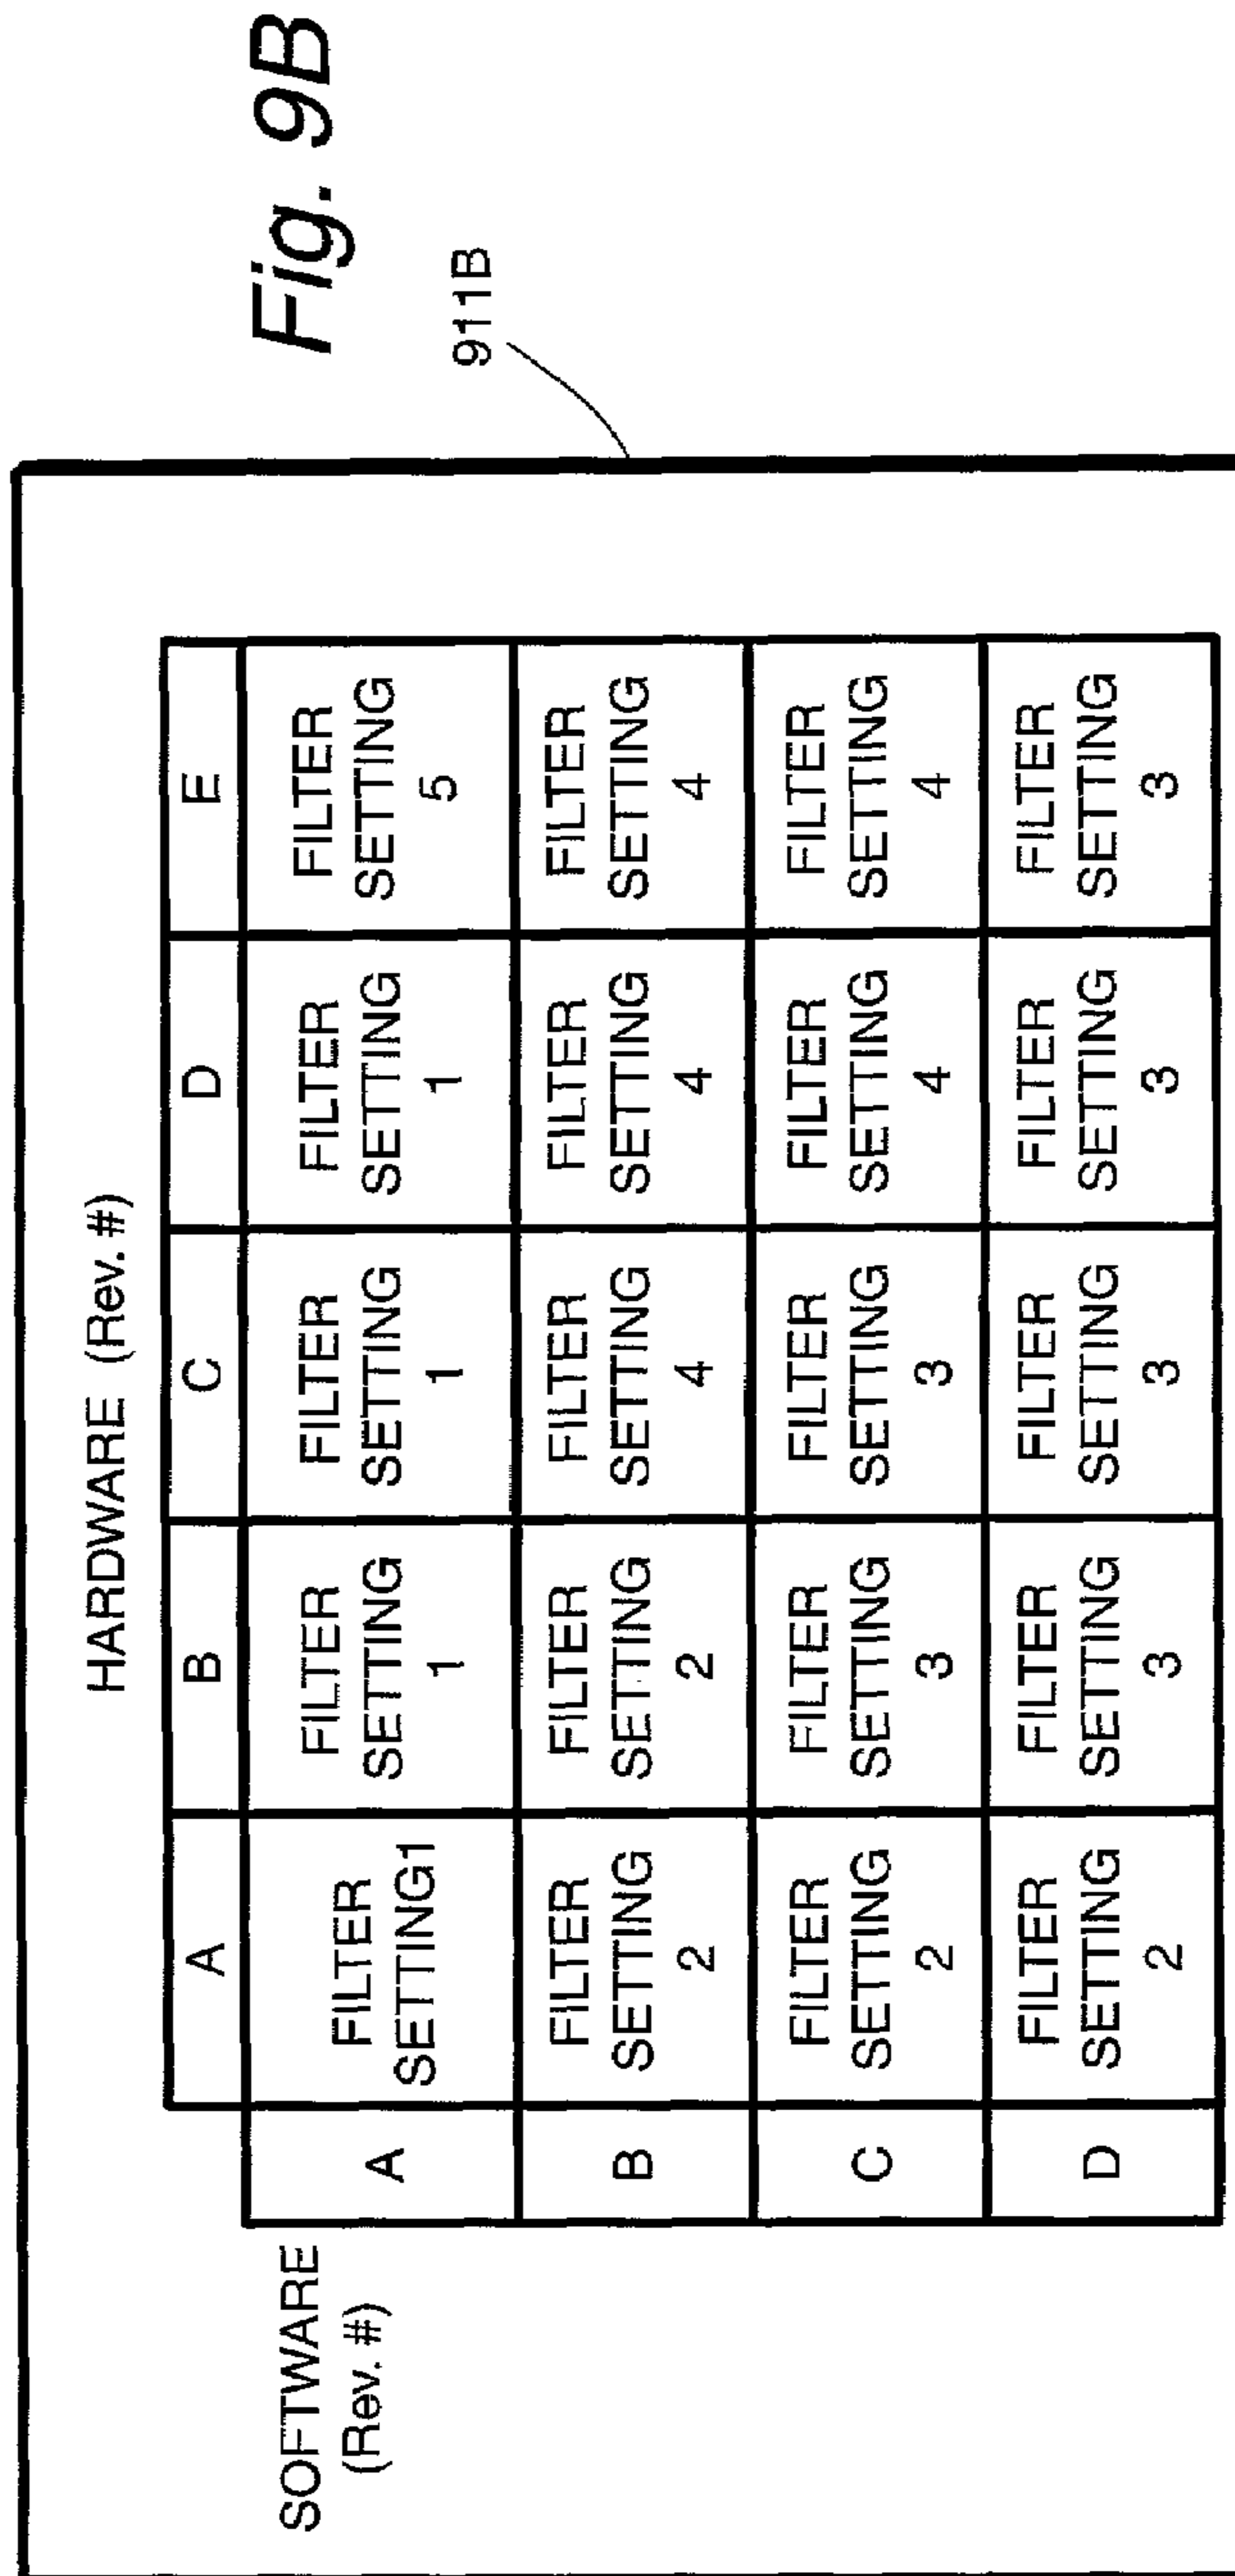 Fig. 9B
911B
HARDWARE (Rev. #)
A B C D E
SOFTWARE
(Rev. #)
A
FILTER
SETTING1
FILTER
SETTING
1
FILTER
SETTING
1
FILTER
SETTING
1
FILTER
SETTING
5
B
FILTER
SETTING
2
FILTER
SETTING
2
FILTER
SETTING
4
FILTER
SETTING
4
FILTER
SETTING
4
C
FILTER
SETTING
2
FILTER
SETTING
3
FILTER
SETTING
3
FILTER
SETTING
4
FILTER
SETTING
4
D
FILTER
SETTING
2
FILTER
SETTING
3
FILTER
SETTING
3
FILTER
SETTING
3
FILTER
SETTING
3